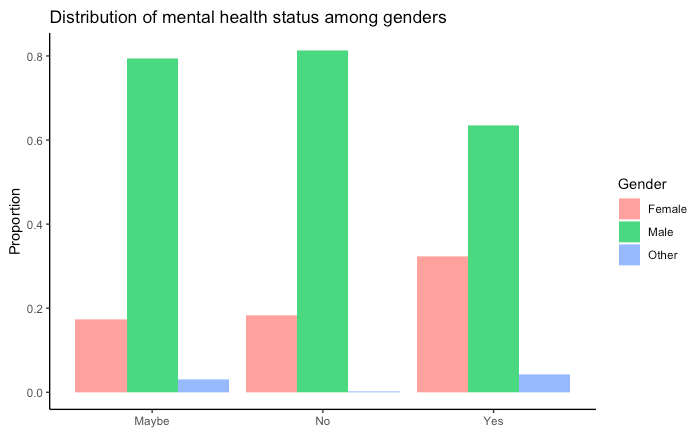 Distribution of mental health status among genders
Proportion
0.8
0.6
0.4
0.2
0.0
Maybe
No
Yes
Gender
Female
Male
Other